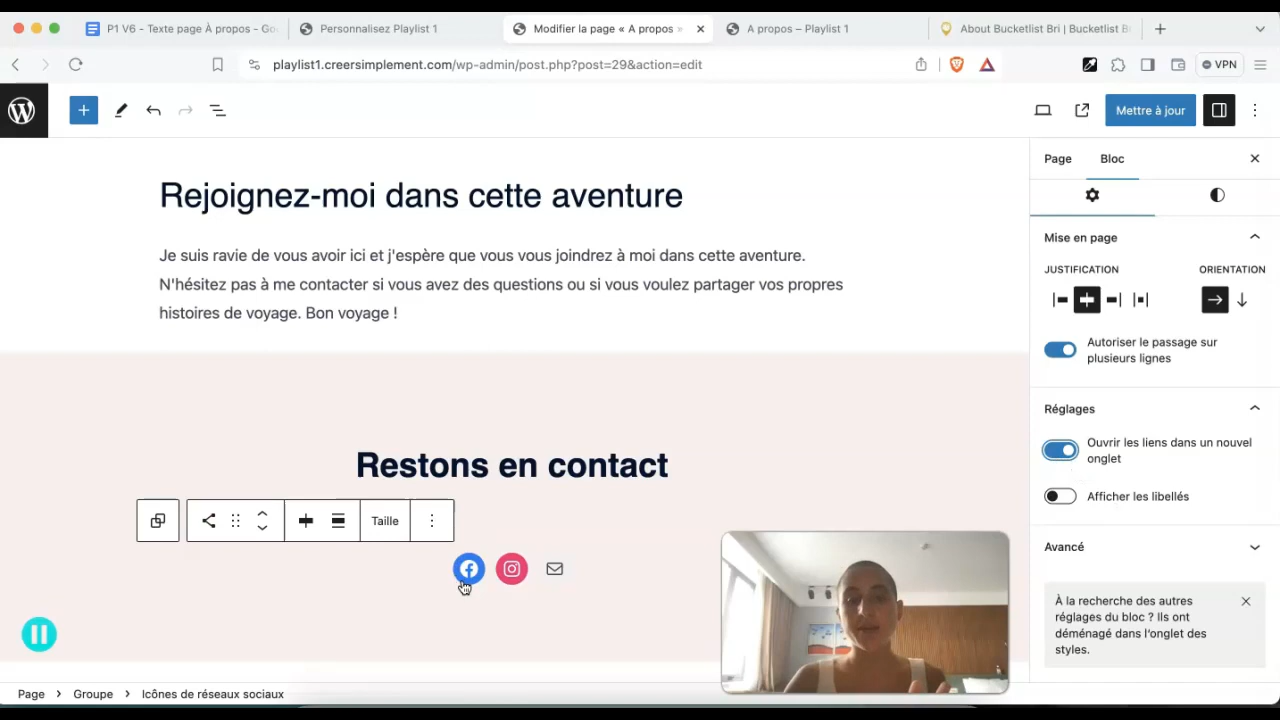 P1 V6 - Texte page À propos - Go
Personnalisez Playlist 1
Modifier la page « A propos »
A propos – Playlist 1
About Bucketlist Bri | Bucketlist B
playlist1.creersimplement.com/wp-admin/post.php?post=29&action=edit
VPN
Mettre à jour
Page
Bloc
Rejoignez-moi dans cette aventure
Je suis ravie de vous avoir ici et j'espère que vous vous joindrez à moi dans cette aventure.
N'hésitez pas à me contacter si vous avez des questions ou si vous voulez partager vos propres
histoires de voyage. Bon voyage !
Restons en contact
Taille
Mise en page
JUSTIFICATION
ORIENTATION
Autoriser le passage sur
plusieurs lignes
Réglages
Ouvrir les liens dans un nouvel
onglet
Afficher les libellés
Avancé
À la recherche des autres
réglages du bloc ? Ils ont
déménagé dans l'onglet des
styles.
Page > Groupe > Icônes de réseaux sociaux